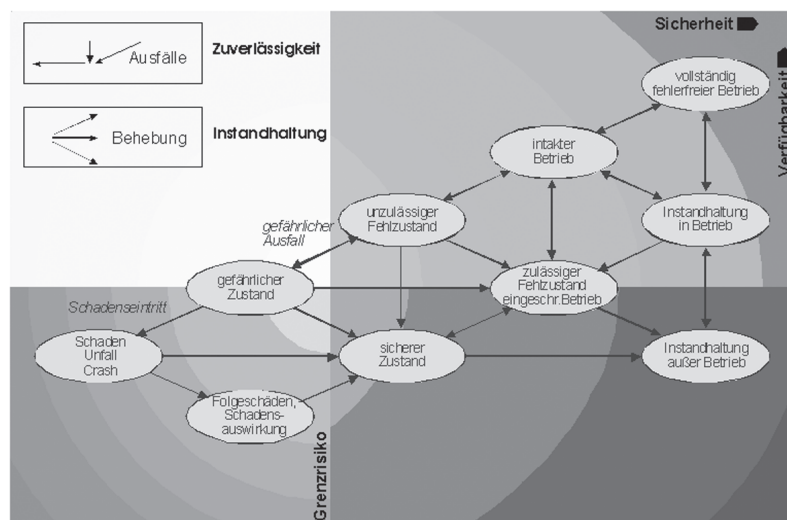 Sicherheit
Ausfälle
Zuverlässigkeit
Behebung
Instandhaltung
Verfügbarkeit
vollständig
fehlerfreier Betrieb
intakter
Betrieb
unzulässiger
Fehlzustand
Instandhaltung
in Betrieb
gefährlicher
Ausfall
gefährlicher
Zustand
zulässiger
Fehlzustand
eingeschr.Betrieb
Schadenseintritt
Schaden
Unfall
Crash
sicherer
Zustand
Instandhaltung
außer Betrieb
Folgeschäden,
Schadens-
auswirkung
Grenzrisiko